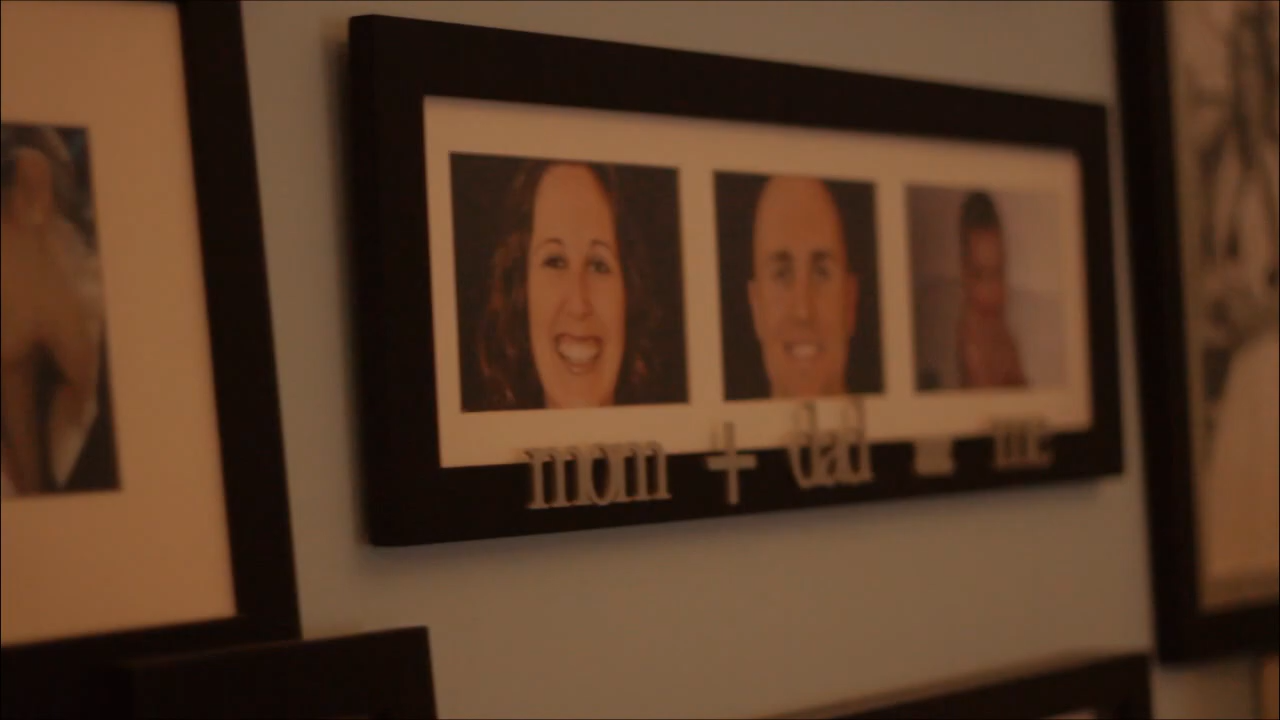 mom + dad = me